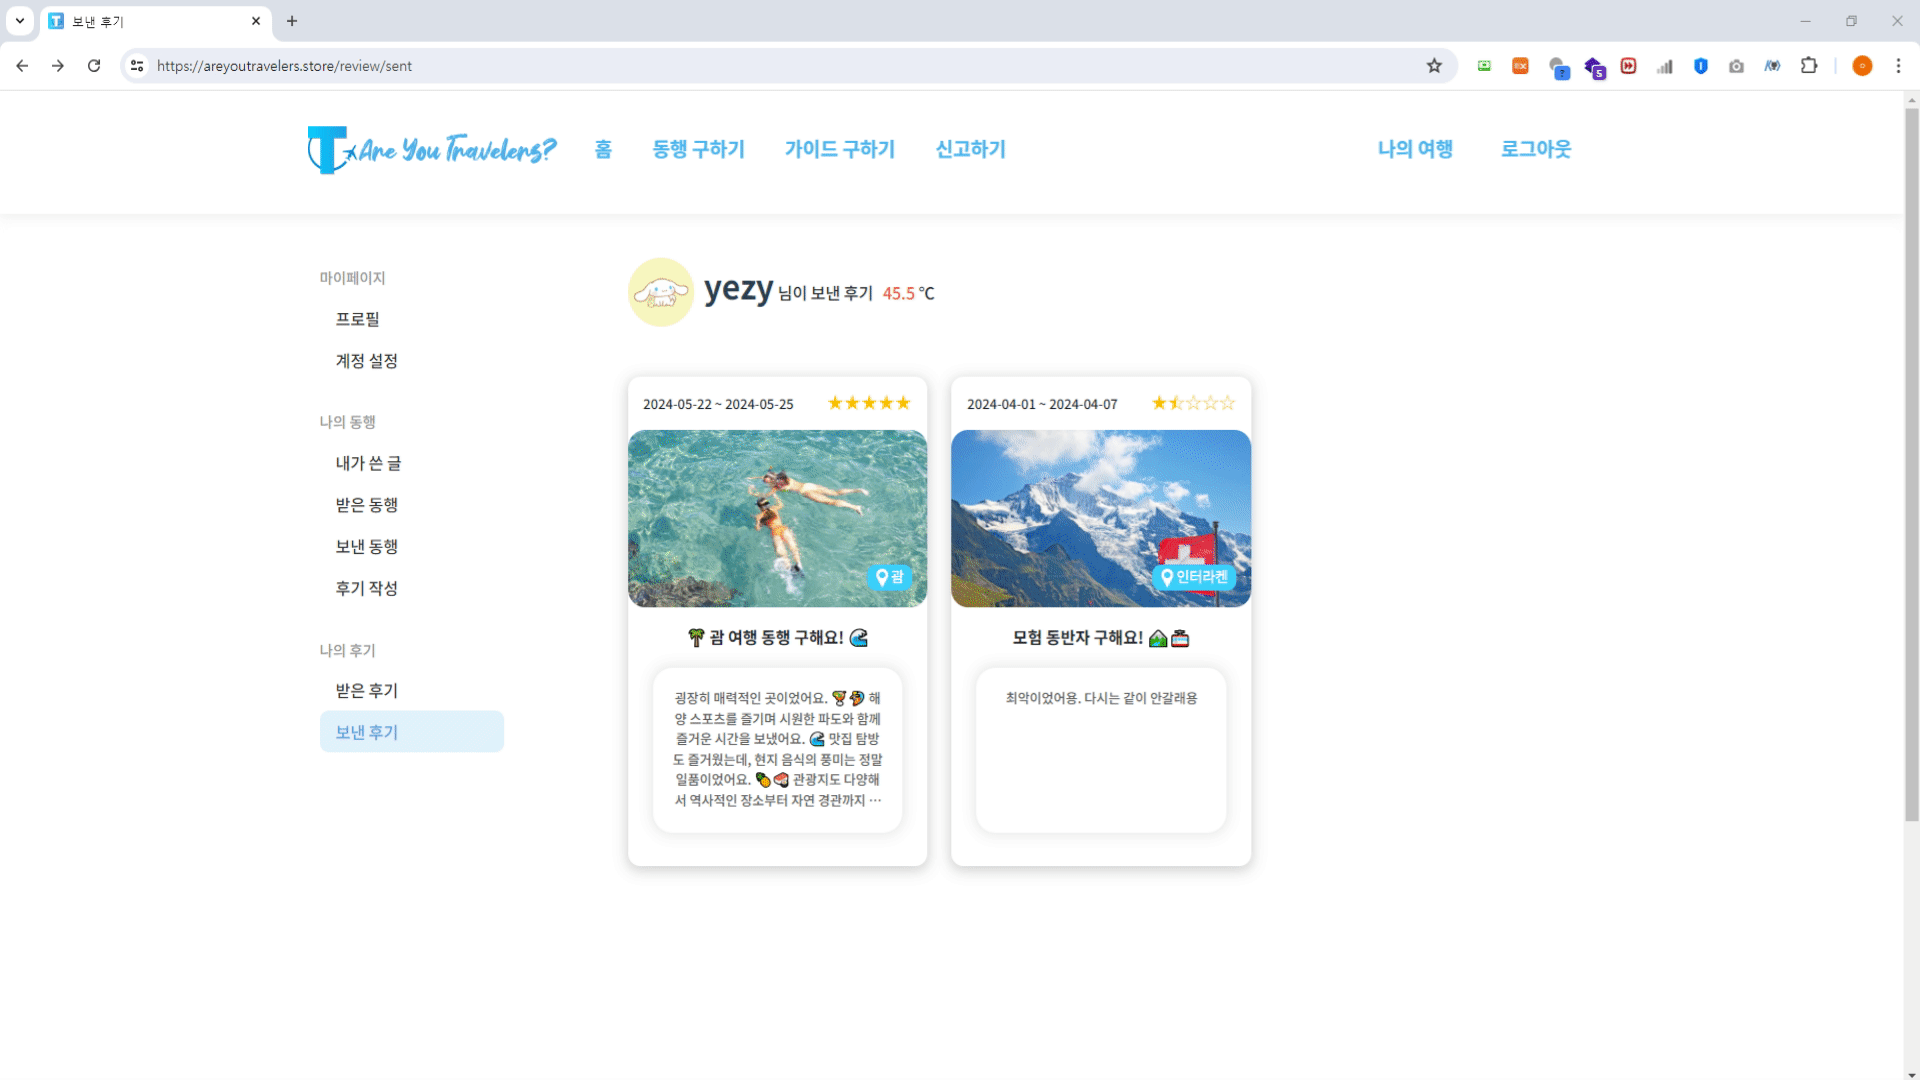 보낸 후기
https://areyoutravelers.store/review/sent
Are You Travelers?
홈
동행 구하기
가이드 구하기
신고하기
나의 여행
로그아웃
마이페이지
프로필
계정 설정
나의 동행
내가 쓴 글
받은 동행
보낸 동행
후기 작성
나의 후기
받은 후기
보낸 후기
yezy 님이 보낸 후기 45.5 ℃
2024-05-22 ~ 2024-05-25
괌
🌴 괌 여행 동행 구해요! 🌊
굉장히 매력적인 곳이었어요. 🍹🏄 해
양 스포츠를 즐기며 시원한 파도와 함께
즐거운 시간을 보냈어요. 🌊 맛집 탐방
도 즐거웠는데, 현지 음식의 풍미는 정말
일품이었어요. 🍍🍣 관광지도 다양해
서 역사적인 장소부터 자연 경관까지 …
2024-04-01 ~ 2024-04-07
인터라켄
모험 동반자 구해요! 🏔🚠
최악이었어용. 다시는 같이 안갈래용